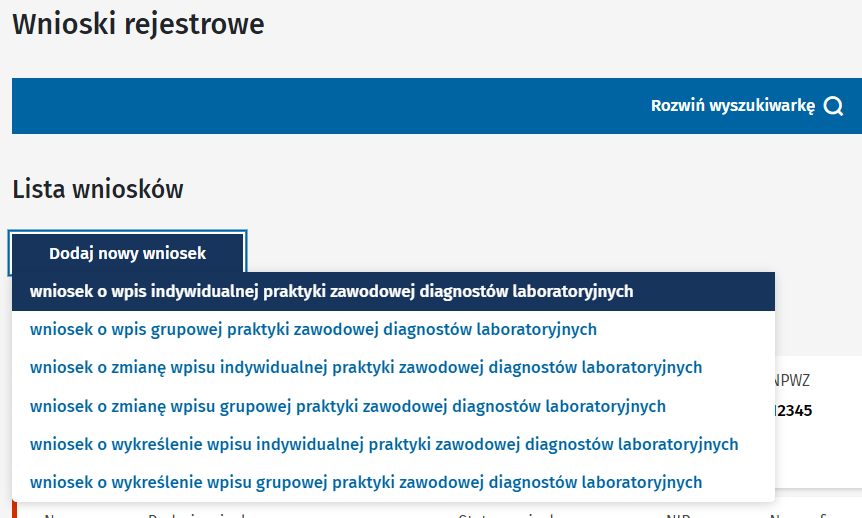 Wnioski rejestrowe
Rozwiń wyszukiwarkę
Lista wniosków
Dodaj nowy wniosek
wniosek o wpis indywidualnej praktyki zawodowej diagnostów laboratoryjnych
wniosek o wpis grupowej praktyki zawodowej diagnostów laboratoryjnych
wniosek o zmianę wpisu indywidualnej praktyki zawodowej diagnostów laboratoryjnych
NPWZ
wniosek o zmianę wpisu grupowej praktyki zawodowej diagnostów laboratoryjnych
12345
wniosek o wykreślenie wpisu indywidualnej praktyki zawodowej diagnostów laboratoryjnych
wniosek o wykreślenie wpisu grupowej praktyki zawodowej diagnostów laboratoryjnych